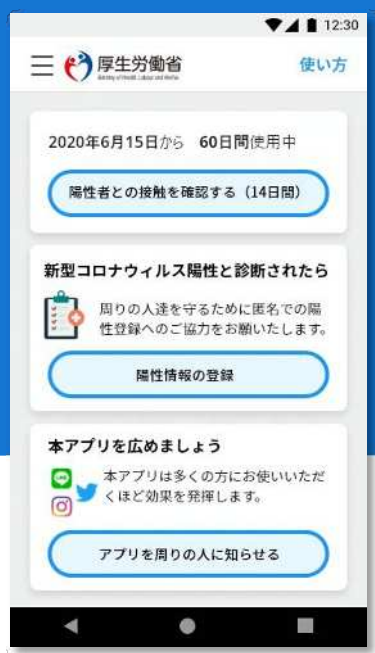 12:30
厚生労働省
Ministry of Health, Labour and Welfare
使い方
2020年6月15日から 60日間使用中
陽性者との接触を確認する（14日間）
新型コロナウィルス陽性と診断されたら
周りの人達を守るために匿名での陽
性登録へのご協力をお願いたします。
陽性情報の登録
本アプリを広めましょう
本アプリは多くの方にお使いいただ
くほど効果を発揮します。
アプリを周りの人に知らせる